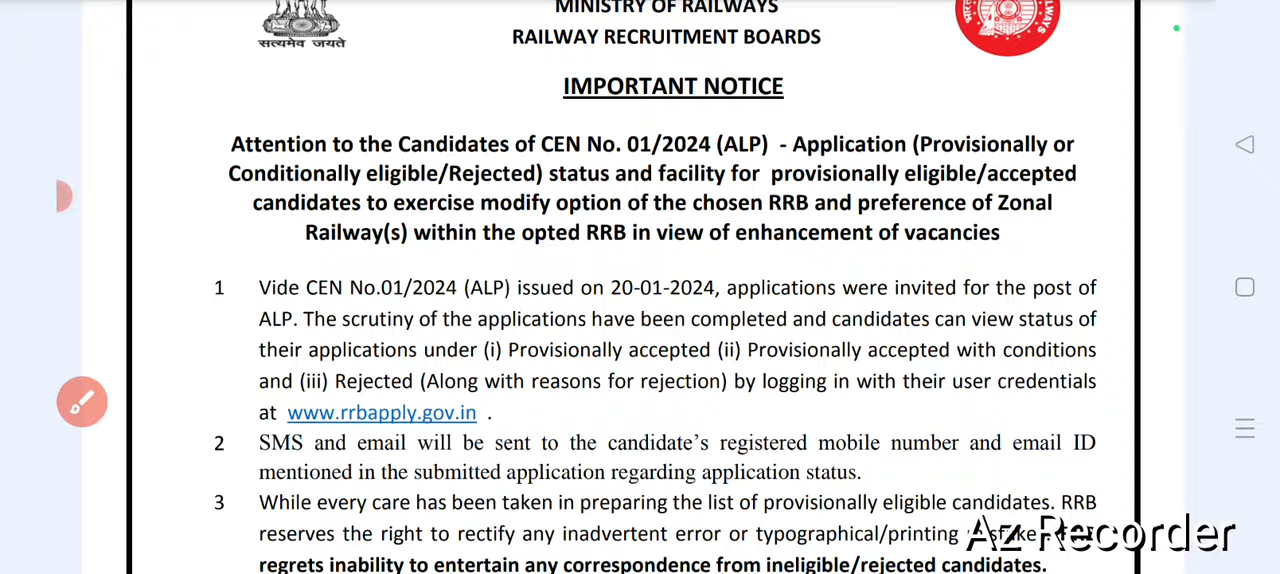 MINISTRY OF RAILWAYS
RAILWAY RECRUITMENT BOARDS
सत्यमेव जयते
IMPORTANT NOTICE
Attention to the Candidates of CEN No. 01/2024 (ALP) - Application (Provisionally or
Conditionally eligible/Rejected) status and facility for provisionally eligible/accepted
candidates to exercise modify option of the chosen RRB and preference of Zonal
Railway(s) within the opted RRB in view of enhancement of vacancies
1 Vide CEN No.01/2024 (ALP) issued on 20-01-2024, applications were invited for the post of
ALP. The scrutiny of the applications have been completed and candidates can view status of
their applications under (i) Provisionally accepted (ii) Provisionally accepted with conditions
and (iii) Rejected (Along with reasons for rejection) by logging in with their user credentials
at www.rrbapply.gov.in .
2 SMS and email will be sent to the candidate’s registered mobile number and email ID
mentioned in the submitted application regarding application status.
3 While every care has been taken in preparing the list of provisionally eligible candidates. RRB
reserves the right to rectify any inadvertent error or typographical/printing
Az Recorder
regrets inability to entertain any correspondence from ineligible/rejected candidates.